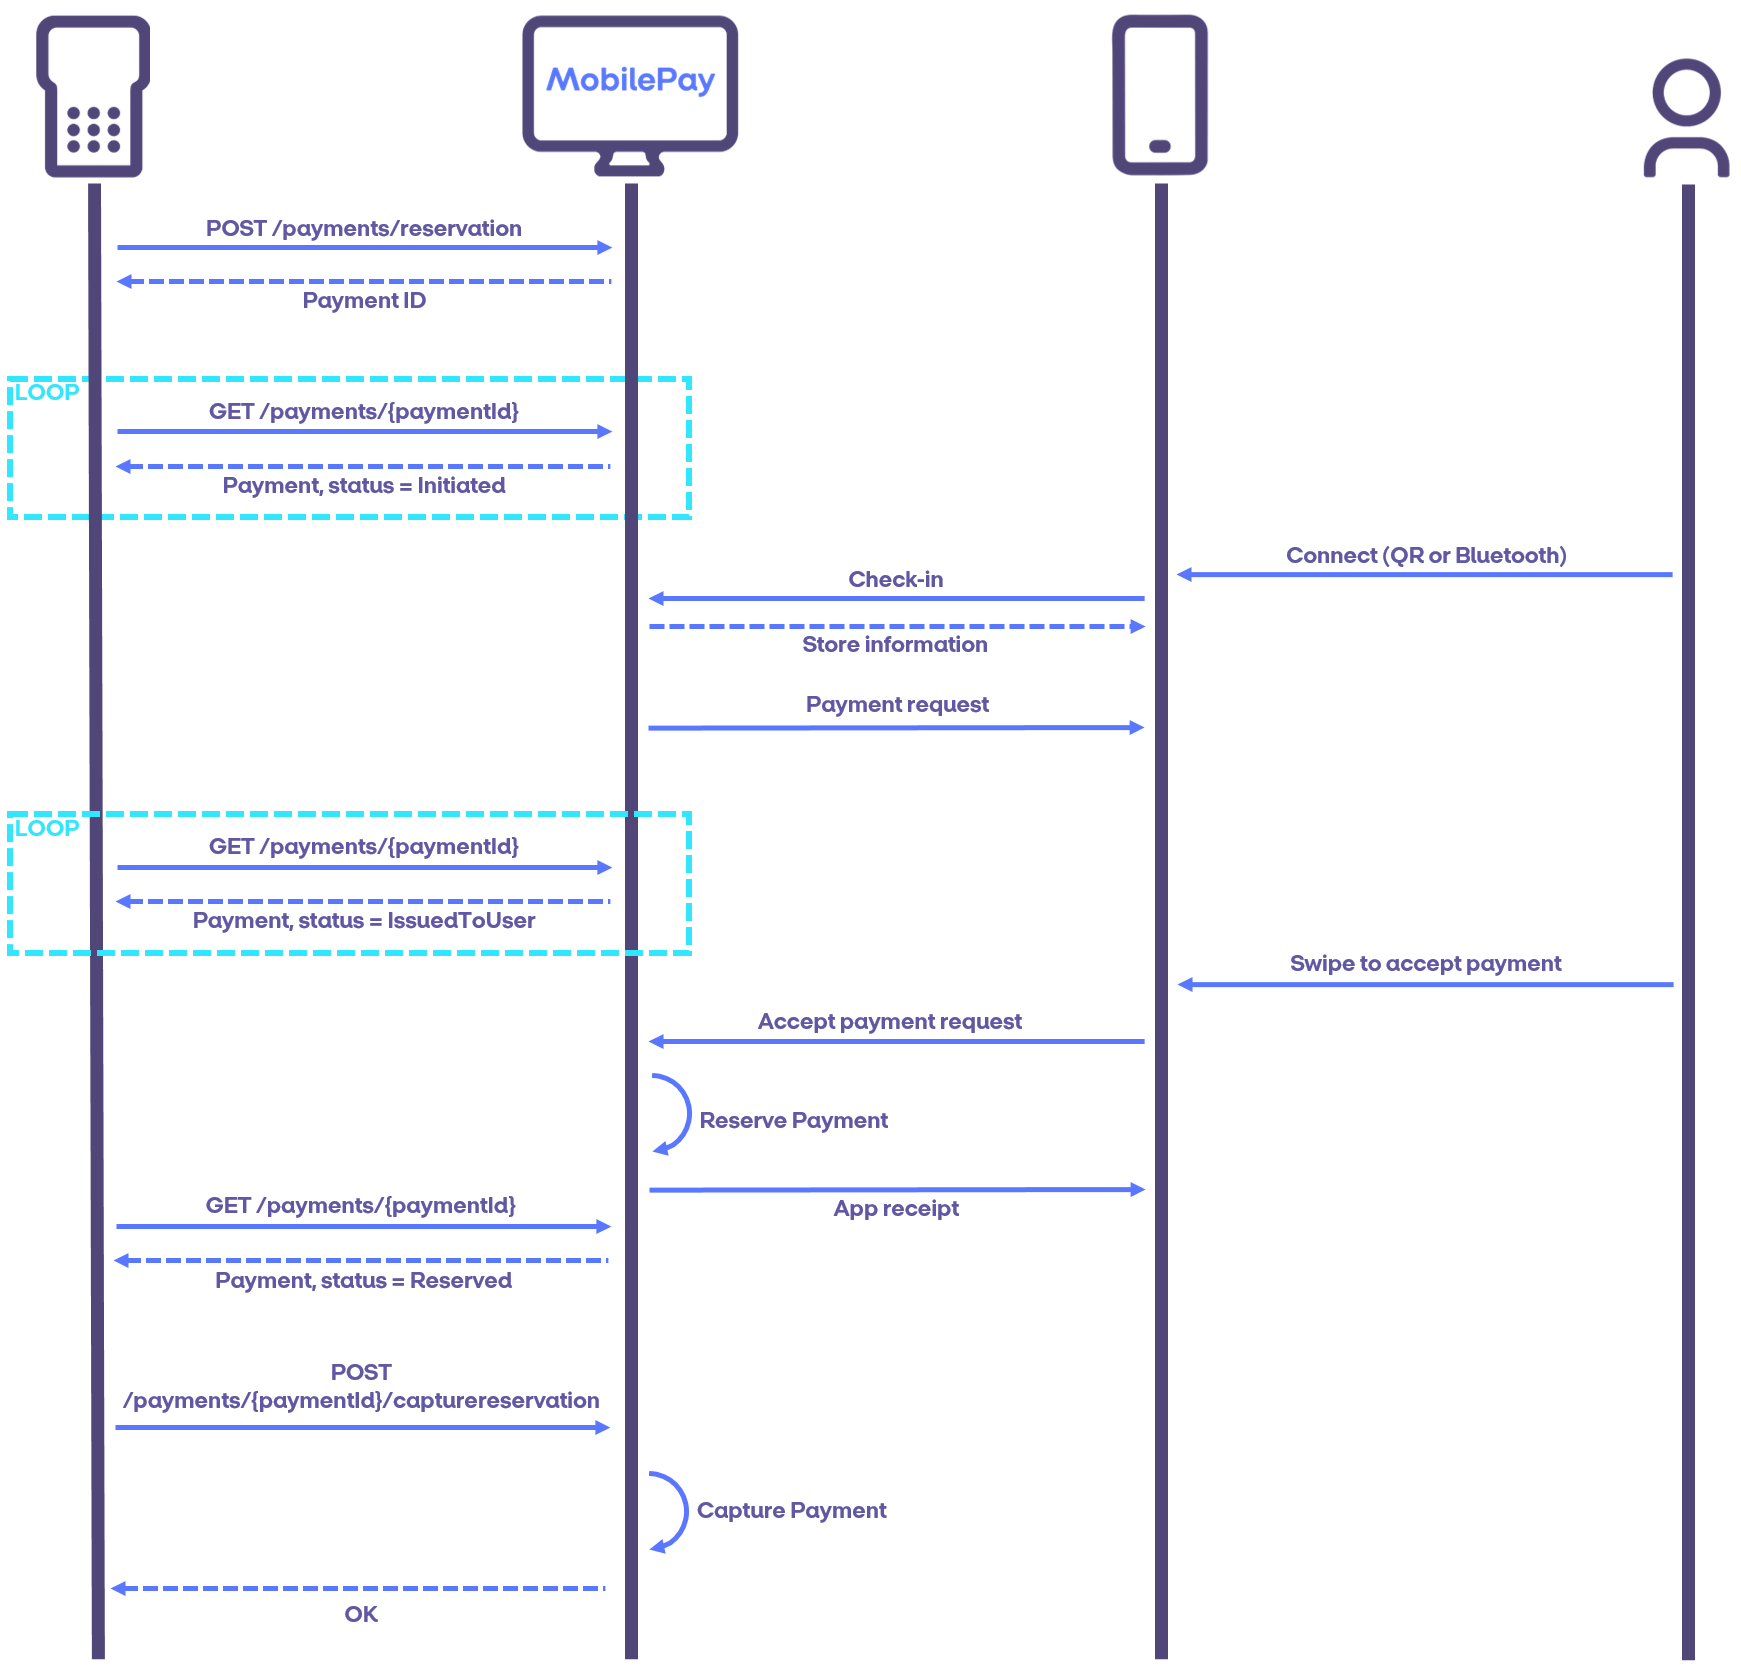 MobilePay
POST /payments/reservation
Payment ID
LOOP
GET /payments/{paymentId}
Payment, status = Initiated
Connect (QR or Bluetooth)
Check-in
Store information
Payment request
LOOP
GET /payments/{paymentId}
Payment, status = IssuedToUser
Swipe to accept payment
Accept payment request
Reserve Payment
GET /payments/{paymentId}
App receipt
Payment, status = Reserved
POST
/payments/{paymentId}/capturereservation
Capture Payment
OK